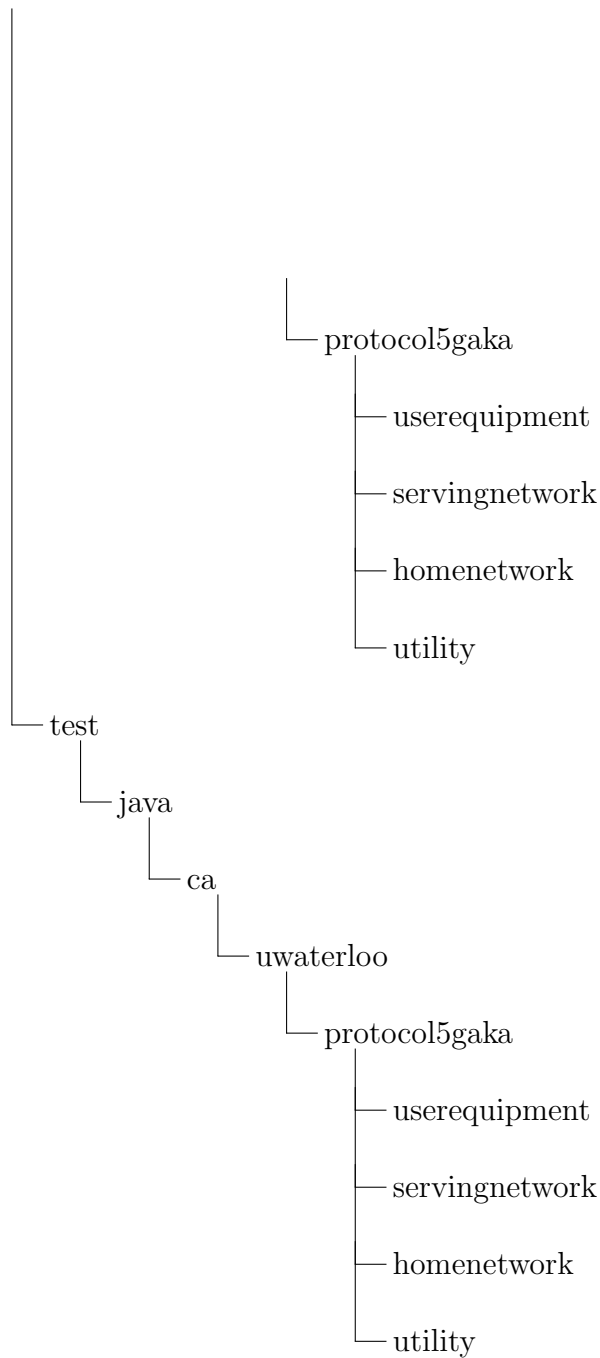 protocol5gaka
userequipment
servingnetwork
homenetwork
utility
test
java
ca
uwaterloo
protocol5gaka
userequipment
servingnetwork
homenetwork
utility